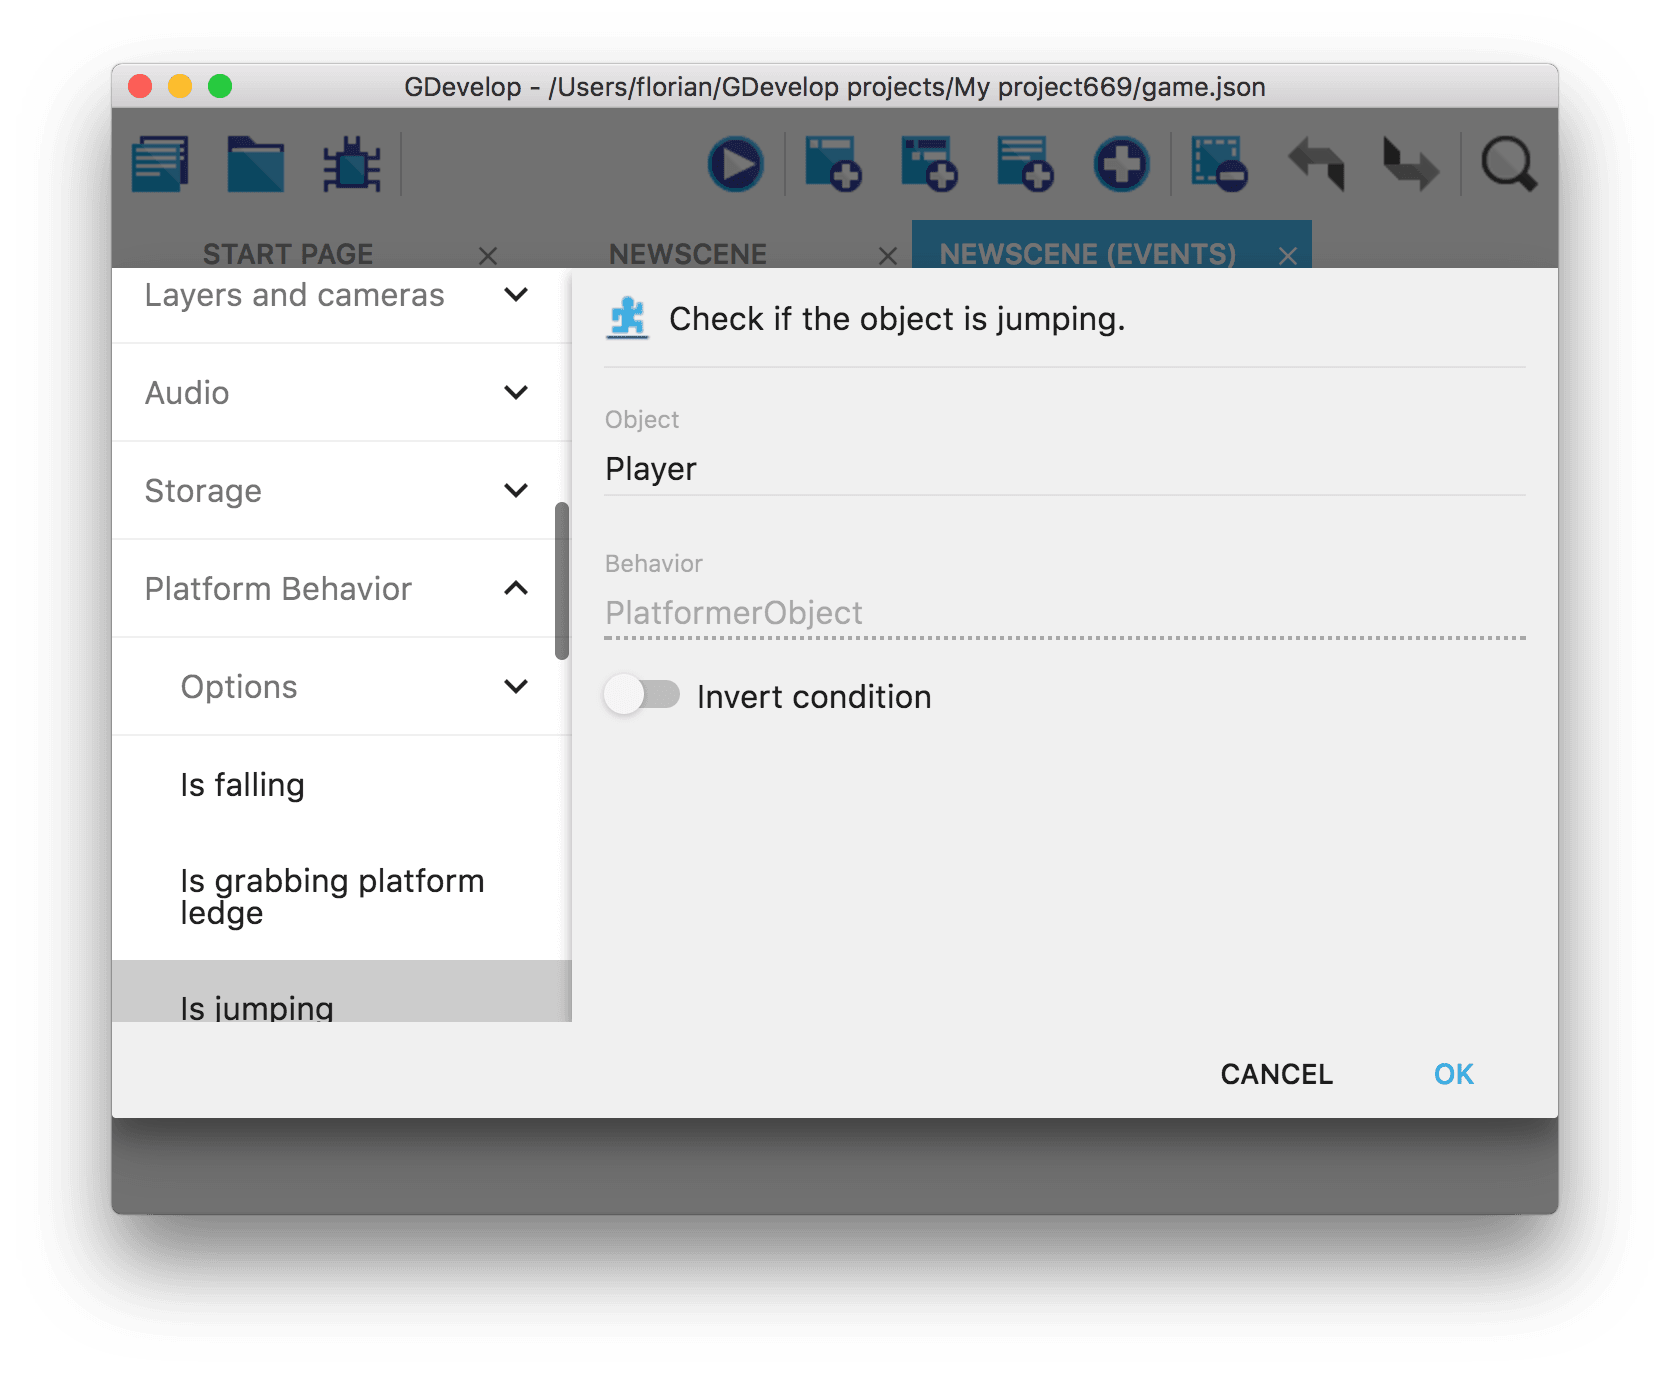 GDevelop - /Users/florian/GDevelop projects/My project669/game.json
START PAGE
NEWSCENE
NEWSCENE (EVENTS)
Layers and cameras
Audio
Storage
Platform Behavior
Options
Is falling
Is grabbing platform
ledge
Is jumping
Check if the object is jumping.
Object
Player
Behavior
PlatformerObject
Invert condition
CANCEL
OK